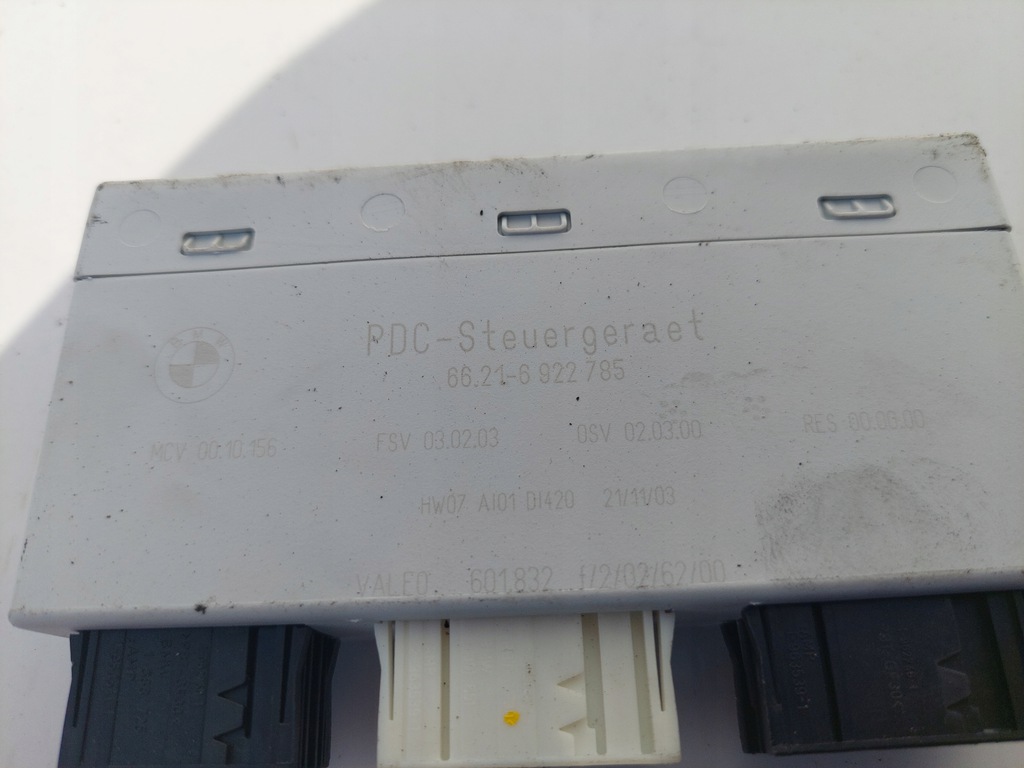 BMW
PDC-Steuergeraet
66.21-6 922 785
MCV 00.10.156 FSV 03.02.03 OSV 02.03.00 RES 00.00.00
HW07 AI01 DI420 21/11/03
VALEO 601832 f/2/02/62/00